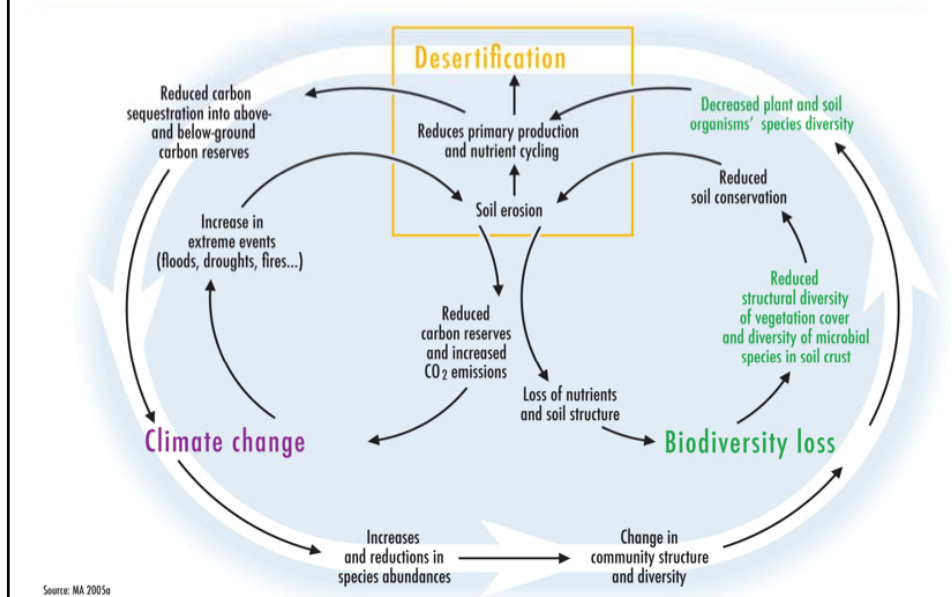 Desertification
Reduced carbon
sequestration into above-
and below-ground
carbon reserves
Reduces primary production
and nutrient cycling
Decreased plant and soil
organisms' species diversity
Soil erosion
Reduced
soil conservation
Increase in
extreme events
(floods, droughts, fires...)
Reduced
carbon reserves
and increased
CO2 emissions
Reduced
structural diversity
of vegetation cover
and diversity of microbial
species in soil crust
Loss of nutrients
and soil structure
Climate change
Biodiversity loss
Increases
and reductions in
species abundances
Change in
community structure
and diversity
Source: MA 2005a